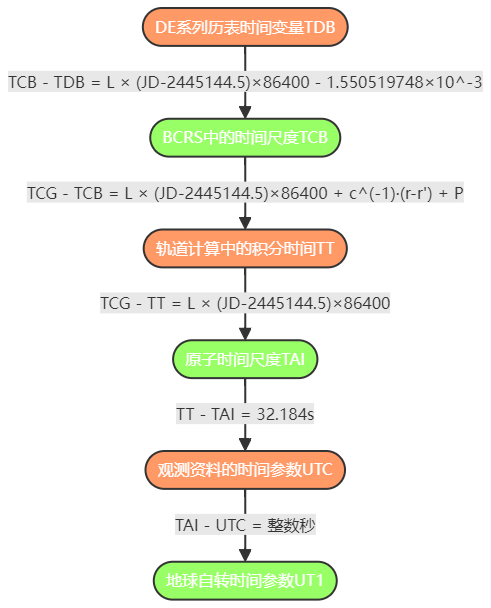 DE系列历表时间变量TDB
TCB - TDB = L × (JD-2445144.5)×86400 - 1.550519748×10^-3
BCRS中的时间尺度TCB
TCG - TCB = L × (JD-2445144.5)×86400 + c^(-1)·(r-r') + P
轨道计算中的积分时间TT
TCG - TT = L × (JD-2445144.5)×86400
原子时间尺度TAI
TT - TAI = 32.184s
观测资料的时间参数UTC
TAI - UTC = 整数秒
地球自转时间参数UT1